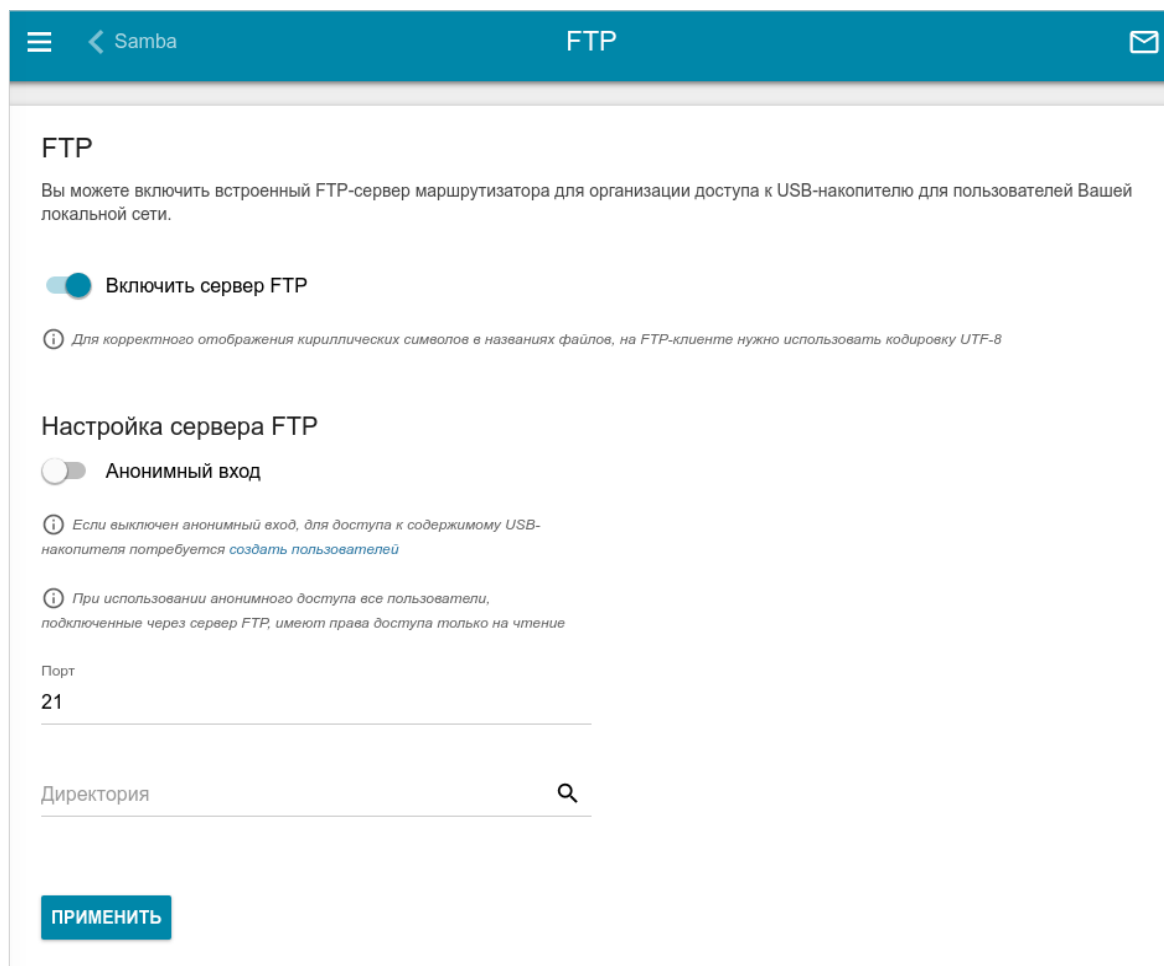 Samba
FTP
FTP
Вы можете включить встроенный FTP-сервер маршрутизатора для организации доступа к USB-накопителю для пользователей Вашей
локальной сети.
Включить сервер FTP
Для корректного отображения кириллических символов в названиях файлов, на FTP-клиенте нужно использовать кодировку UTF-8
Настройка сервера FTP
Анонимный вход
Если выключен анонимный вход, для доступа к содержимому USB-
накопителя потребуется создать пользователей
При использовании анонимного доступа все пользователи,
подключенные через сервер FTP, имеют права доступа только на чтение
Порт
21
Директория
ПРИМЕНИТЬ